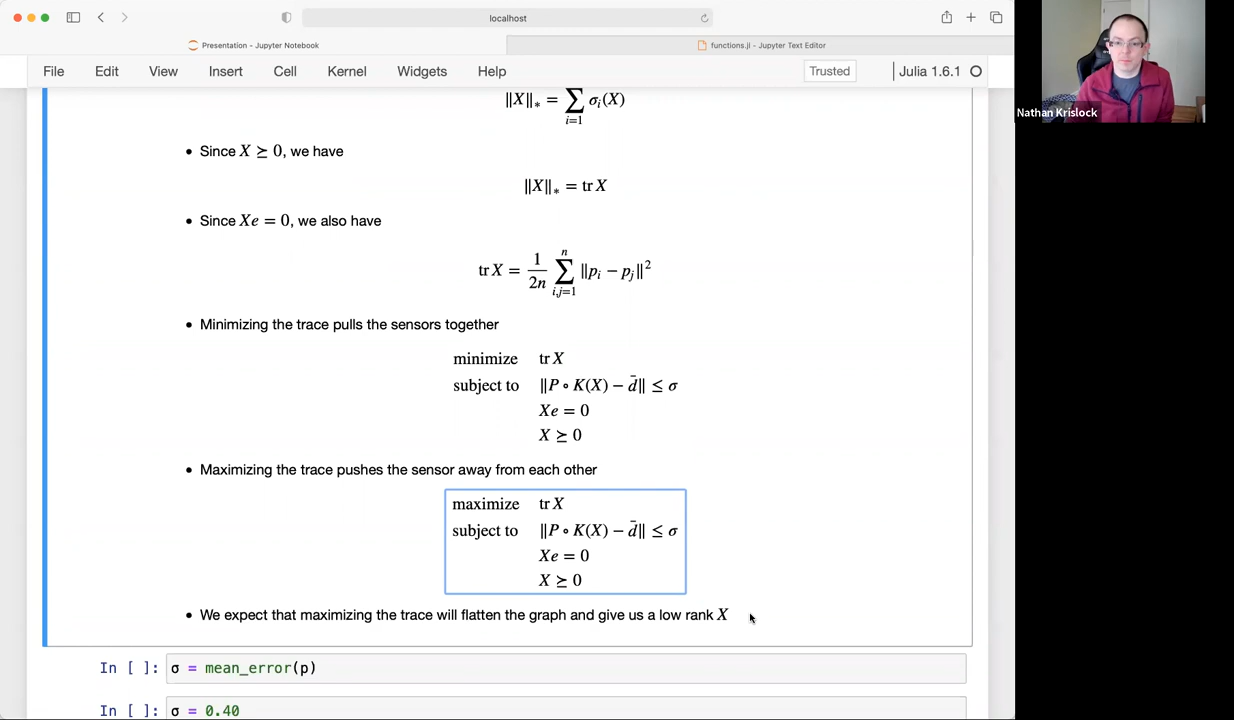 localhost
Presentation - Jupyter Notebook
functions.jl - Jupyter Text Editor
File Edit View Insert Cell Kernel Widgets Help Trusted Julia 1.6.1
Nathan Krislock
‖X‖∗ = ∑ i=1 σi(X)
• Since X ⪰ 0, we have
‖X‖∗ = tr X
• Since Xe = 0, we also have
tr X = 1/2n ∑ i,j=1 n ‖pi − pj‖²
• Minimizing the trace pulls the sensors together
minimize tr X
subject to ‖P ∘ K(X) − d̄‖ ≤ σ
Xe = 0
X ⪰ 0
• Maximizing the trace pushes the sensor away from each other
maximize tr X
subject to ‖P ∘ K(X) − d̄‖ ≤ σ
Xe = 0
X ⪰ 0
• We expect that maximizing the trace will flatten the graph and give us a low rank X
In [ ]: σ = mean_error(p)
In [ ]: σ = 0.40